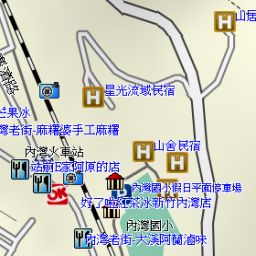 山居
星光流域民宿
芒果冰
灣老街-麻糬婆手工麻糬
山舍民宿
內灣火車站
站前E家阿原的店
內灣國小假日平面停車場
好了啦紅茶冰新竹內灣店
內灣國小
內灣老街-大溪阿蘭滷味
OK